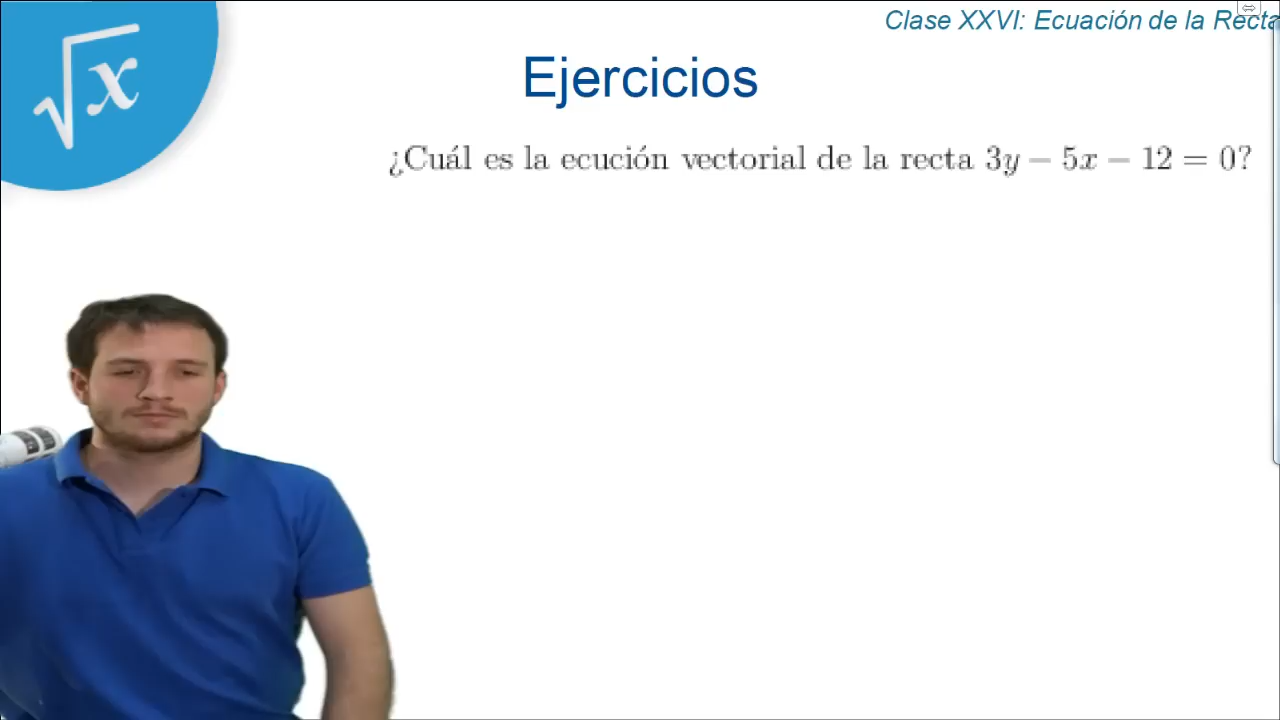 Clase XXVI: Ecuación de la Recta
√x
Ejercicios
¿Cuál es la ecución vectorial de la recta 3y − 5x − 12 = 0?